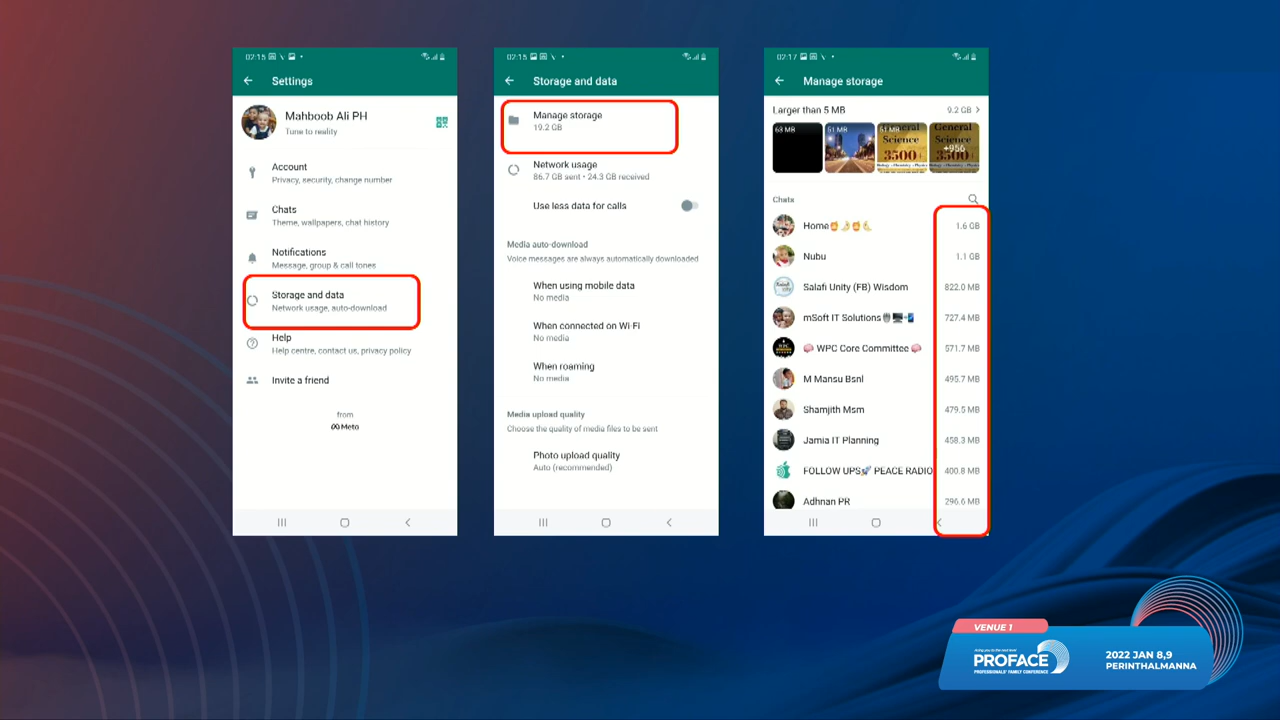 02:15
Settings
Mahboob Ali PH
Tune to reality
Account
Privacy, security, change number
Chats
Theme, wallpapers, chat history
Notifications
Message, group & call tones
Storage and data
Network usage, auto-download
Help
Help centre, contact us, privacy policy
Invite a friend
from
Meta
02:15
Storage and data
Manage storage
19.2 GB
Network usage
86.7 GB sent • 24.3 GB received
Use less data for calls
Media auto-download
Voice messages are always automatically downloaded
When using mobile data
No media
When connected on Wi-Fi
No media
When roaming
No media
Media upload quality
Choose the quality of media files to be sent
Photo upload quality
Auto (recommended)
02:17
Manage storage
Larger than 5 MB 9.2 GB
63 MB 51 MB 51 MB
General General
Science Science
3500+ 3500+
+956
Chats
Home 1.6 GB
Nubu 1.1 GB
Salafi Unity (FB) Wisdom 822.0 MB
mSoft IT Solutions 727.4 MB
WPC Core Committee 571.7 MB
M Mansu Bsnl 495.7 MB
Shamjith Msm 479.5 MB
Jamia IT Planning 458.3 MB
FOLLOW UPS PEACE RADIO 400.8 MB
Adhnan PR 296.6 MB
VENUE 1
PROFACE
PROFESSIONALS' FAMILY CONFERENCE
2022 JAN 8,9
PERINTHALMANNA